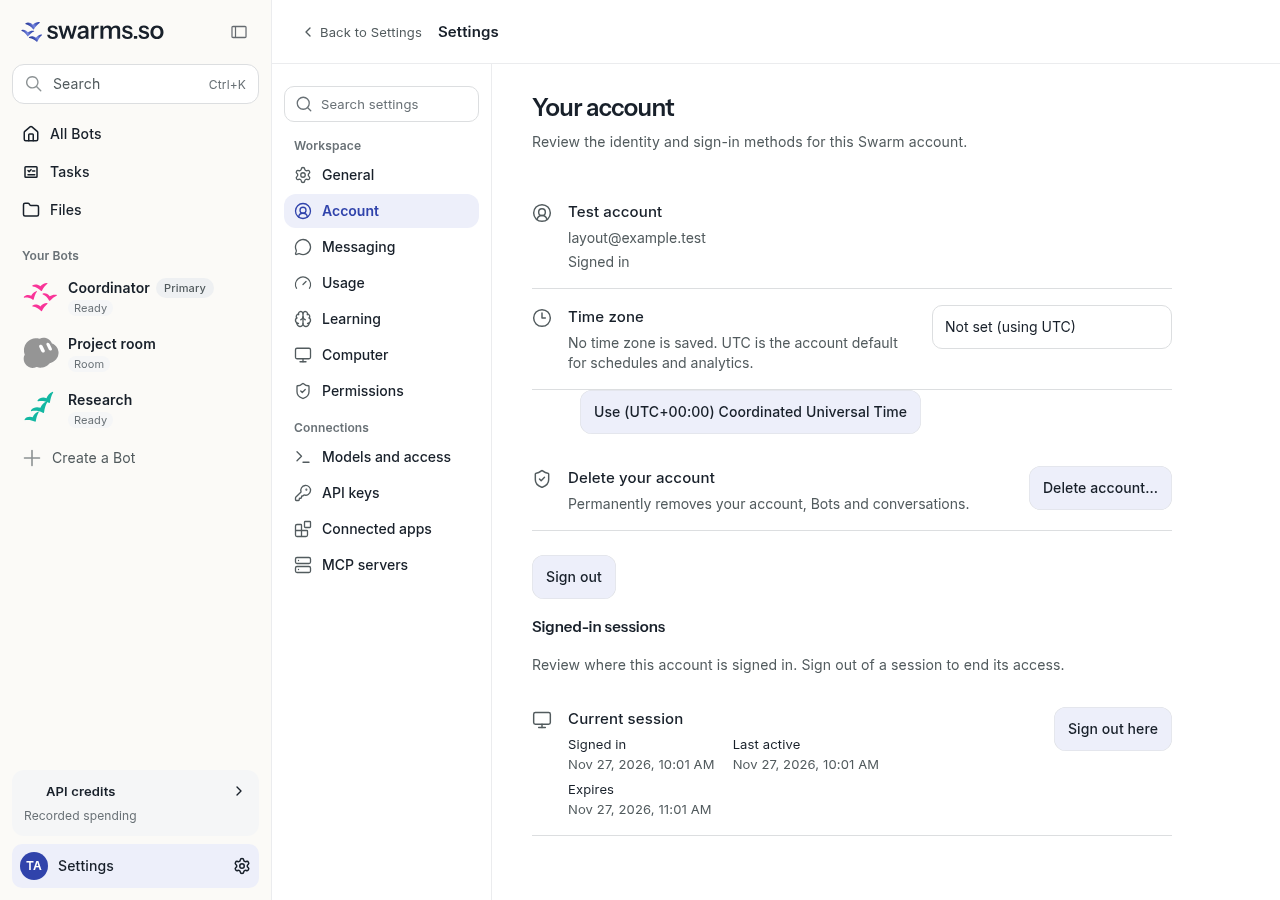 swarms.so
Search Ctrl+K
All Bots
Tasks
Files
Your Bots
Coordinator Primary
Ready
Project room
Room
Research
Ready
Create a Bot
API credits
Recorded spending
TA Settings
Back to Settings Settings
Search settings
Workspace
General
Account
Messaging
Usage
Learning
Computer
Permissions
Connections
Models and access
API keys
Connected apps
MCP servers
Your account
Review the identity and sign-in methods for this Swarm account.
Test account
layout@example.test
Signed in
Time zone
No time zone is saved. UTC is the account default
for schedules and analytics.
Not set (using UTC)
Use (UTC+00:00) Coordinated Universal Time
Delete your account
Permanently removes your account, Bots and conversations.
Delete account...
Sign out
Signed-in sessions
Review where this account is signed in. Sign out of a session to end its access.
Current session
Signed in Last active
Nov 27, 2026, 10:01 AM Nov 27, 2026, 10:01 AM
Expires
Nov 27, 2026, 11:01 AM
Sign out here